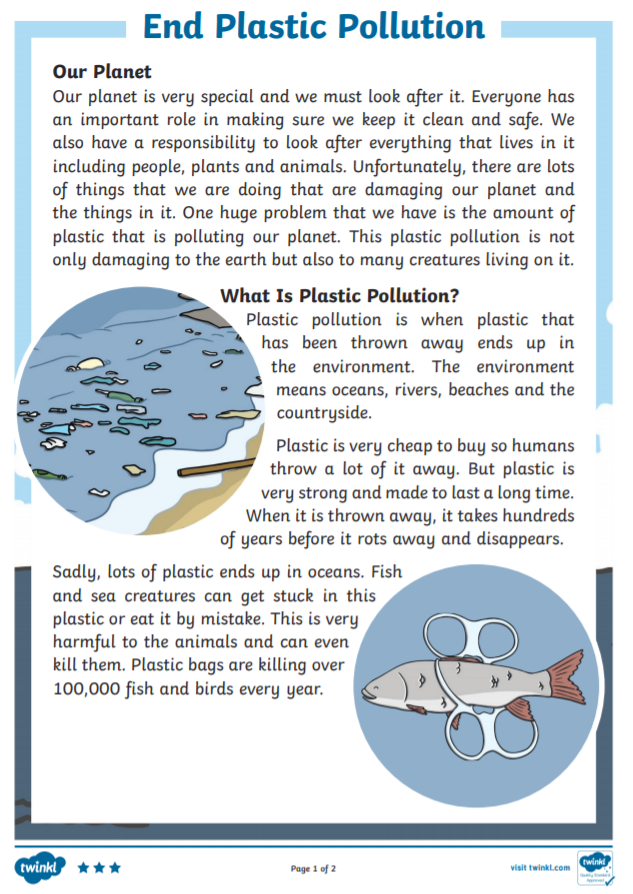 End Plastic Pollution
Our Planet
Our planet is very special and we must look after it. Everyone has
an important role in making sure we keep it clean and safe. We
also have a responsibility to look after everything that lives in it
including people, plants and animals. Unfortunately, there are lots
of things that we are doing that are damaging our planet and
the things in it. One huge problem that we have is the amount of
plastic that is polluting our planet. This plastic pollution is not
only damaging to the earth but also to many creatures living on it.
What Is Plastic Pollution?
Plastic pollution is when plastic that
has been thrown away ends up in
the environment. The environment
means oceans, rivers, beaches and the
countryside.
Plastic is very cheap to buy so humans
throw a lot of it away. But plastic is
very strong and made to last a long time.
When it is thrown away, it takes hundreds
of years before it rots away and disappears.
Sadly, lots of plastic ends up in oceans. Fish
and sea creatures can get stuck in this
plastic or eat it by mistake. This is very
harmful to the animals and can even
kill them. Plastic bags are killing over
100,000 fish and birds every year.
twinkl
Page 1 of 2
visit twinkl.com
twinkl
Quality Standard
Approved